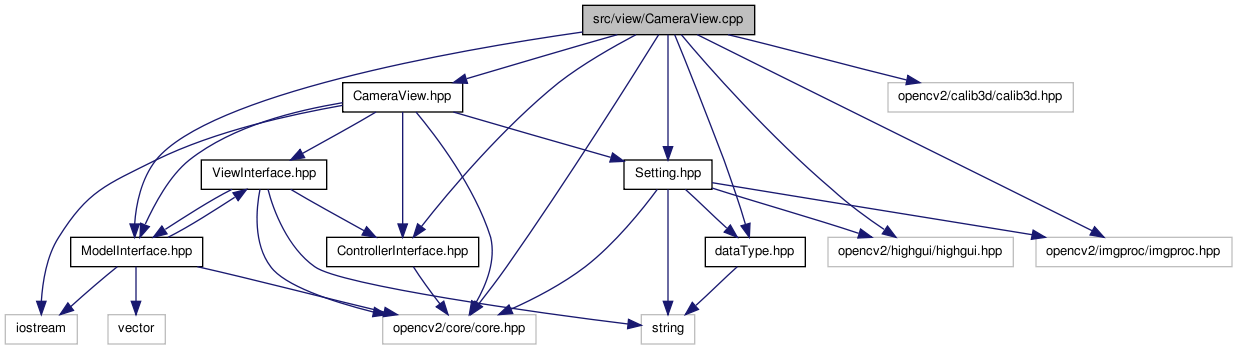 src/view/CameraView.cpp
CameraView.hpp
opencv2/calib3d/calib3d.hpp
ViewInterface.hpp
Setting.hpp
ModelInterface.hpp
ControllerInterface.hpp
dataType.hpp
opencv2/highgui/highgui.hpp
opencv2/imgproc/imgproc.hpp
iostream
vector
opencv2/core/core.hpp
string